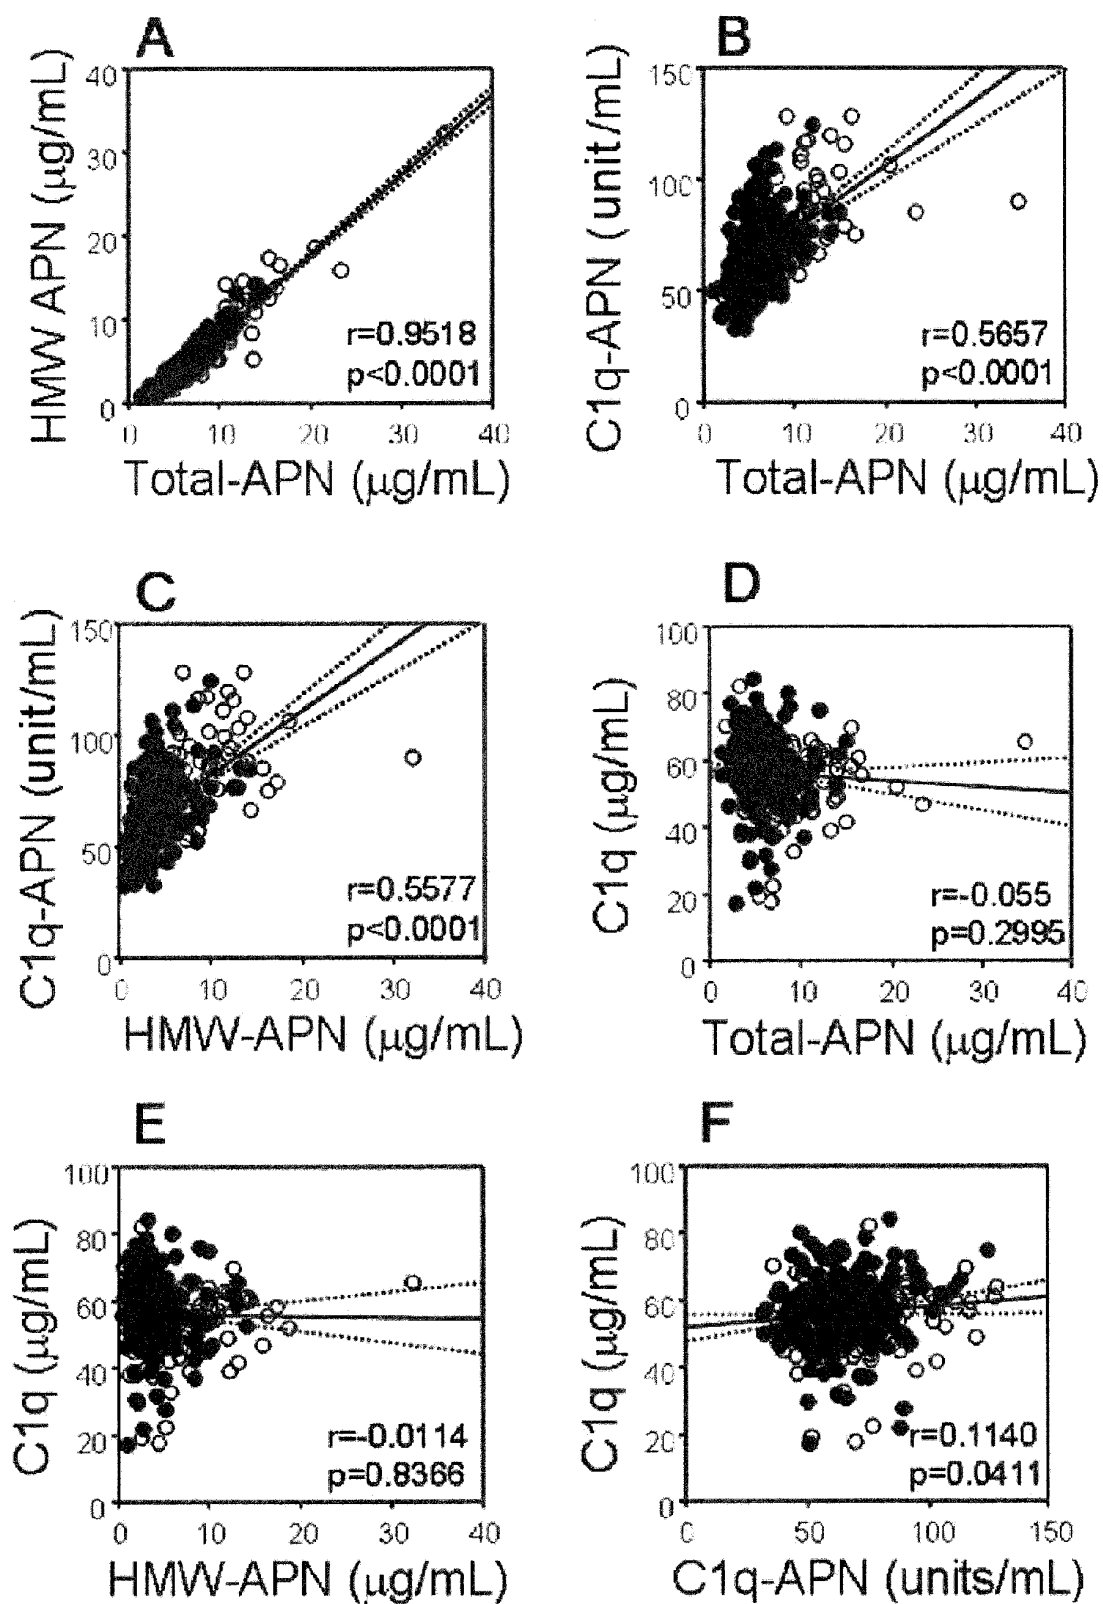 A
HMW APN (μg/mL)
40
30
20
10
0
0 10 20 30 40
Total-APN (μg/mL)
r=0.9518
p<0.0001
B
C1q-APN (unit/mL)
150
100
50
0
0 10 20 30 40
Total-APN (μg/mL)
r=0.5657
p<0.0001
C
C1q-APN (unit/mL)
150
100
50
0
0 10 20 30 40
HMW-APN (μg/mL)
r=0.5577
p<0.0001
D
C1q (μg/mL)
100
80
60
40
20
0
0 10 20 30 40
Total-APN (μg/mL)
r=-0.055
p=0.2995
E
C1q (μg/mL)
100
80
60
40
20
0
0 10 20 30 40
HMW-APN (μg/mL)
r=-0.0114
p=0.8366
F
C1q (μg/mL)
100
80
60
40
20
0
0 50 100 150
C1q-APN (units/mL)
r=0.1140
p=0.0411